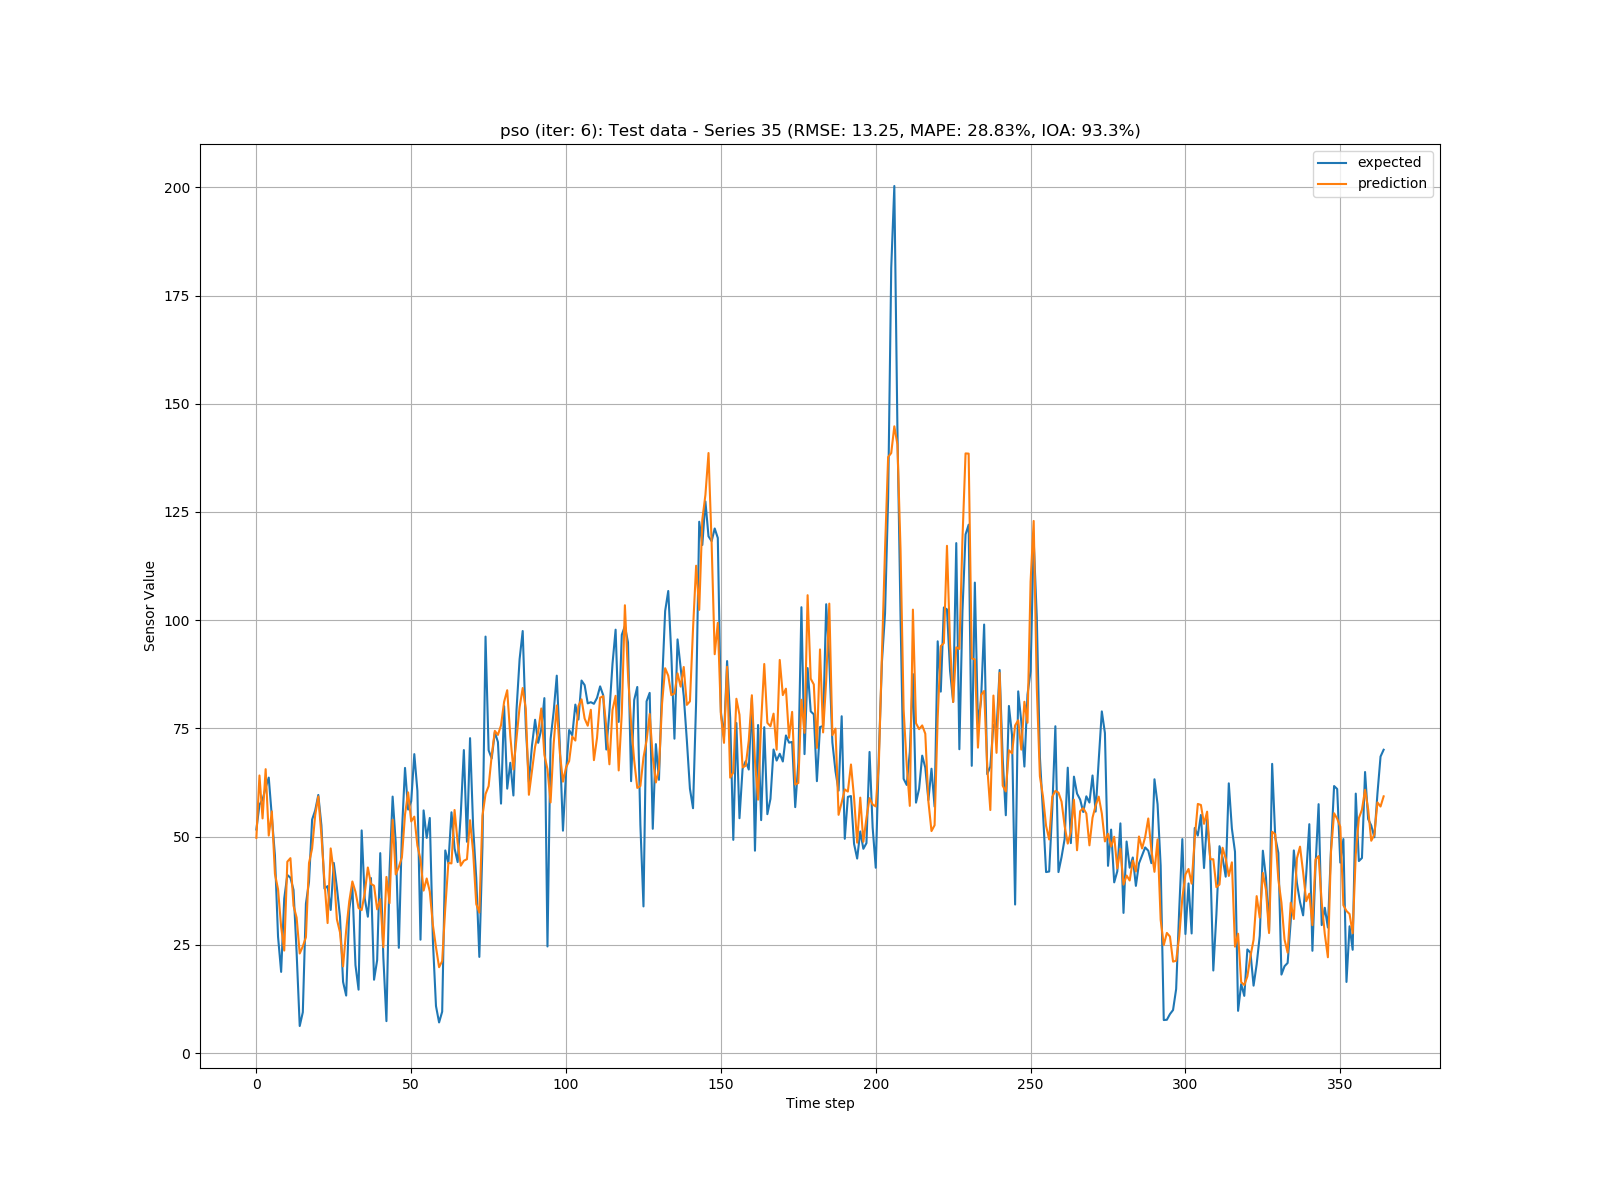 pso (iter: 6): Test data - Series 35 (RMSE: 13.25, MAPE: 28.83%, IOA: 93.3%)
expected
prediction
200
175
150
125
100
75
50
25
0
Sensor Value
0 50 100 150 200 250 300 350
Time step